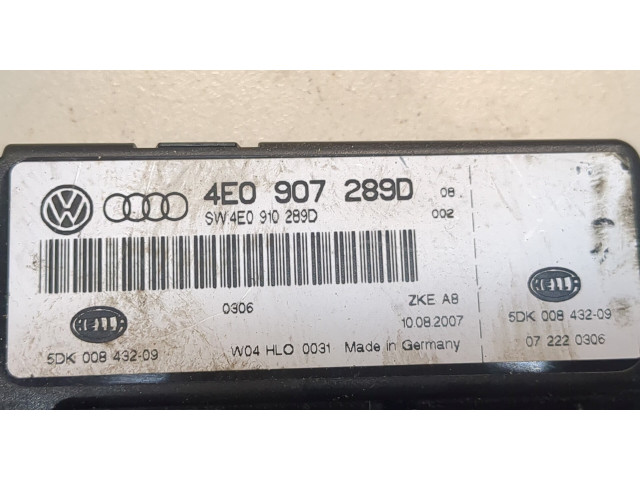 4E0 907 289D 08
SW.4E0 910 289D 002
0306
ZKE A8
10.08.2007
HELLA
5DK 008 432-09
W04 HLO 0031 Made in Germany
HELLA
5DK 008 432-09
07 222 0306